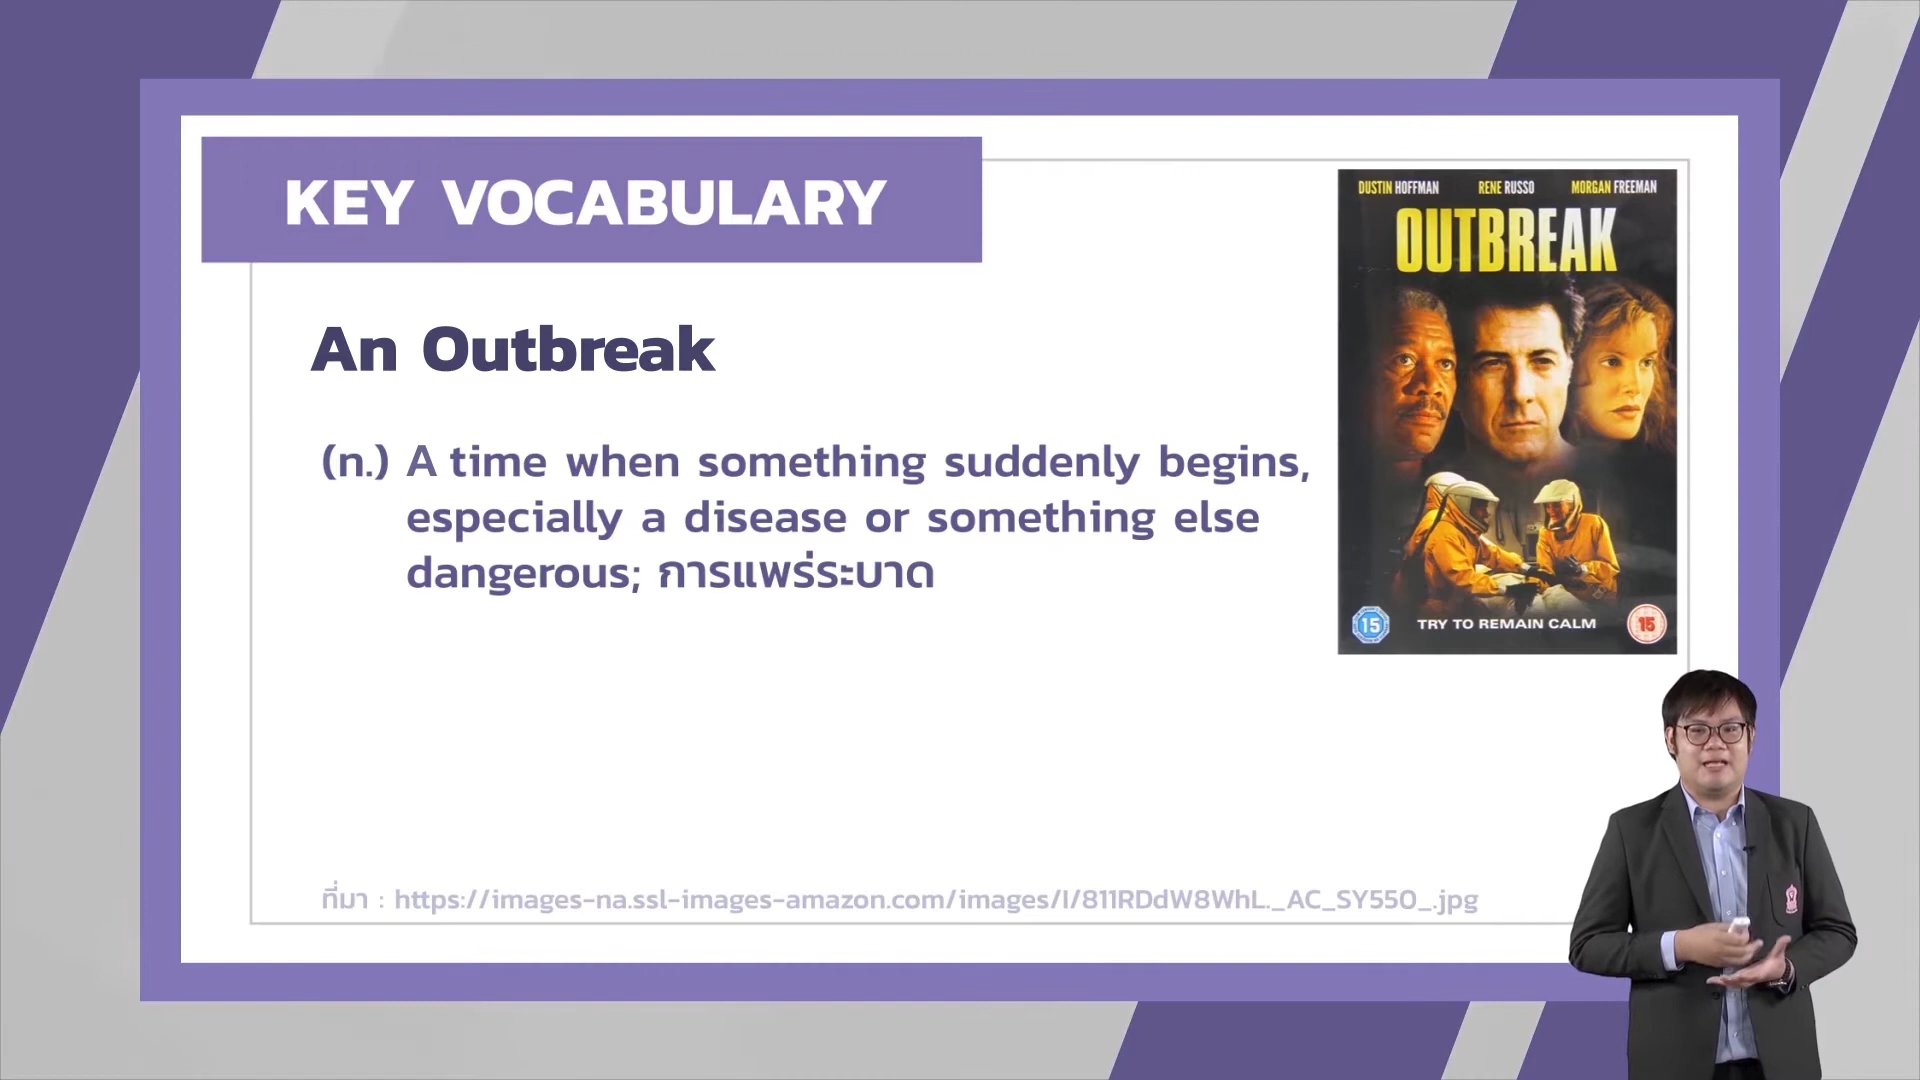 KEY VOCABULARY
An Outbreak
(n.) A time when something suddenly begins,
especially a disease or something else
dangerous; การแพร่ระบาด
DUSTIN HOFFMAN RENE RUSSO MORGAN FREEMAN
OUTBREAK
15 TRY TO REMAIN CALM 15
ที่มา : https://images-na.ssl-images-amazon.com/images/I/811RDdW8WhL._AC_SY550_.jpg